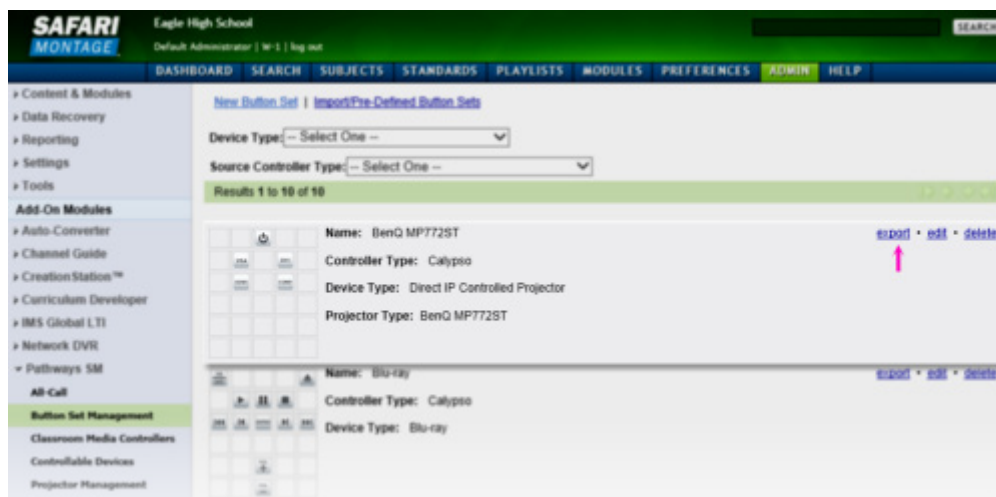 SAFARI
MONTAGE
Eagle High School
Default Administrator | W-1 | log out
SEARCH
DASHBOARD SEARCH SUBJECTS STANDARDS PLAYLISTS MODULES PREFERENCES ADMIN HELP
Content & Modules
Data Recovery
Reporting
Settings
Tools
Add-On Modules
Auto-Converter
Channel Guide
CreationStation™
Curriculum Developer
IMS Global LTI
Network DVR
Pathways SM
All-Call
Button Set Management
Classroom Media Controllers
Controllable Devices
Projector Management
New Button Set | Import/Pre-Defined Button Sets
Device Type: -- Select One --
Source Controller Type: -- Select One --
Results 1 to 10 of 10
Name: BenQ MP772ST
export • edit • delete
Controller Type: Calypso
Device Type: Direct IP Controlled Projector
Projector Type: BenQ MP772ST
Name: Blu-ray
export • edit • delete
Controller Type: Calypso
Device Type: Blu-ray